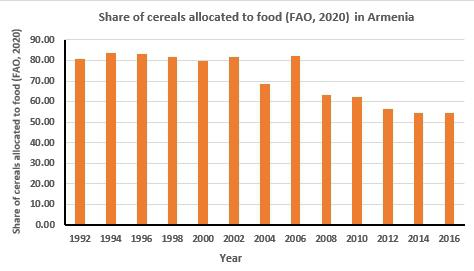 Share of cereals allocated to food (FAO, 2020) in Armenia
Share of cereals allocated to food (FAO, 2020)
90.00
80.00
70.00
60.00
50.00
40.00
30.00
20.00
10.00
0.00
1992 1994 1996 1998 2000 2002 2004 2006 2008 2010 2012 2014 2016
Year